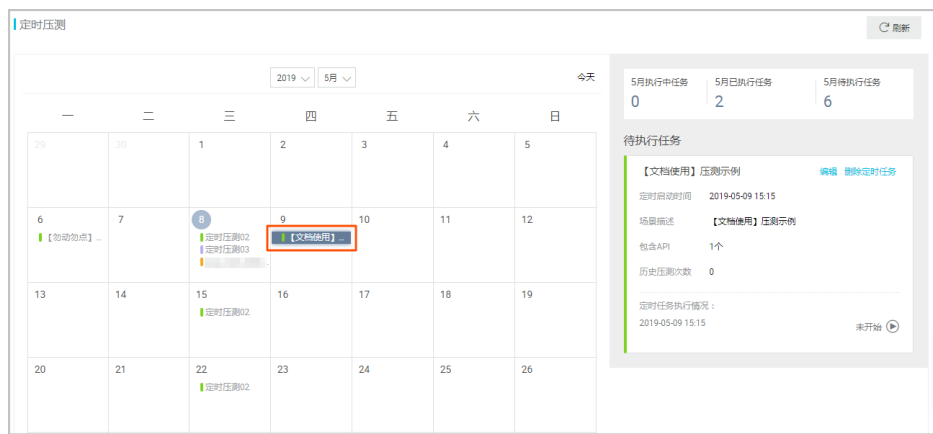 定时压测
刷新
2019 5月 今天
一 二 三 四 五 六 日
29 30 1 2 3 4 5
6 7 8 9 10 11 12
【勿动勿点】...
定时压测02
定时压测03
【文档使用】...
13 14 15 16 17 18 19
定时压测02
20 21 22 23 24 25 26
定时压测02
5月执行中任务 5月已执行任务 5月待执行任务
0 2 6
待执行任务
【文档使用】压测示例 编辑 删除定时任务
定时启动时间 2019-05-09 15:15
场景描述 【文档使用】压测示例
包含API 1个
历史压测次数 0
定时任务执行情况：
2019-05-09 15:15 未开始